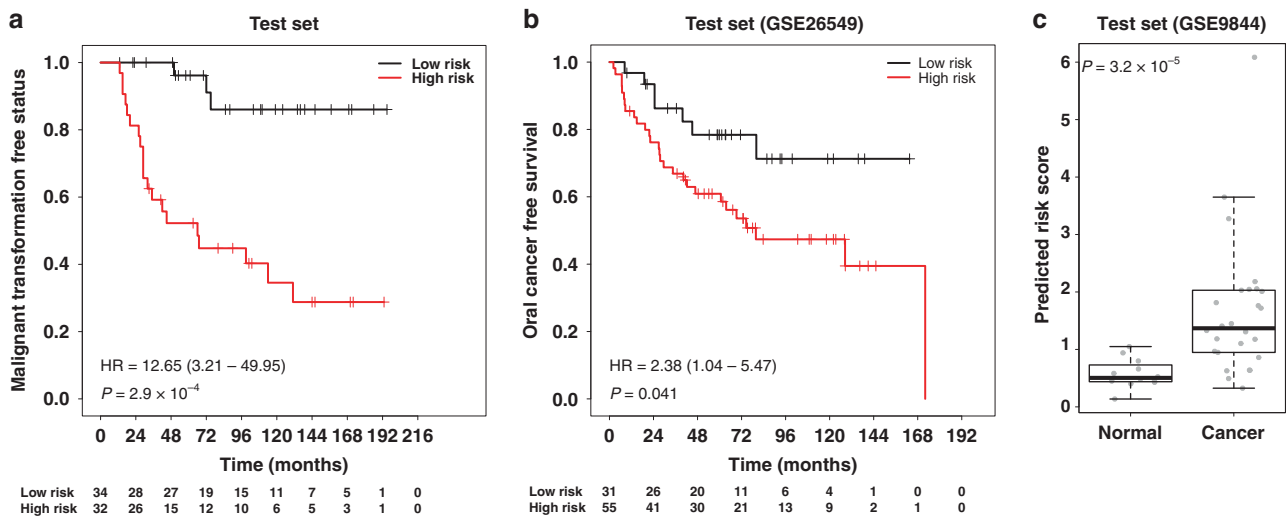 a
Test set
Malignant transformation free status
1.0
0.8
0.6
0.4
0.2
0.0
Low risk
High risk
HR = 12.65 (3.21 – 49.95)
P = 2.9 × 10⁻⁴
0 24 48 72 96 120 144 168 192 216
Time (months)
Low risk 34 28 27 19 15 11 7 5 1 0
High risk 32 26 15 12 10 6 5 3 1 0
b
Test set (GSE26549)
Oral cancer free survival
1.0
0.8
0.6
0.4
0.2
0.0
Low risk
High risk
HR = 2.38 (1.04 – 5.47)
P = 0.041
0 24 48 72 96 120 144 168 192
Time (months)
Low risk 31 26 20 11 6 4 1 0 0
High risk 55 41 30 21 13 9 2 1 0
c
Test set (GSE9844)
Predicted risk score
6
5
4
3
2
1
0
P = 3.2 × 10⁻⁵
Normal Cancer